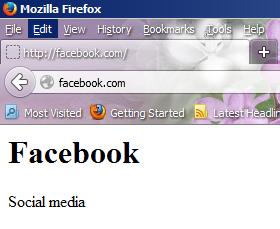 Mozilla Firefox
File Edit View History Bookmarks Tools Help
http://facebook.com/
facebook.com
Most Visited Getting Started Latest Headlin
Facebook
Social media